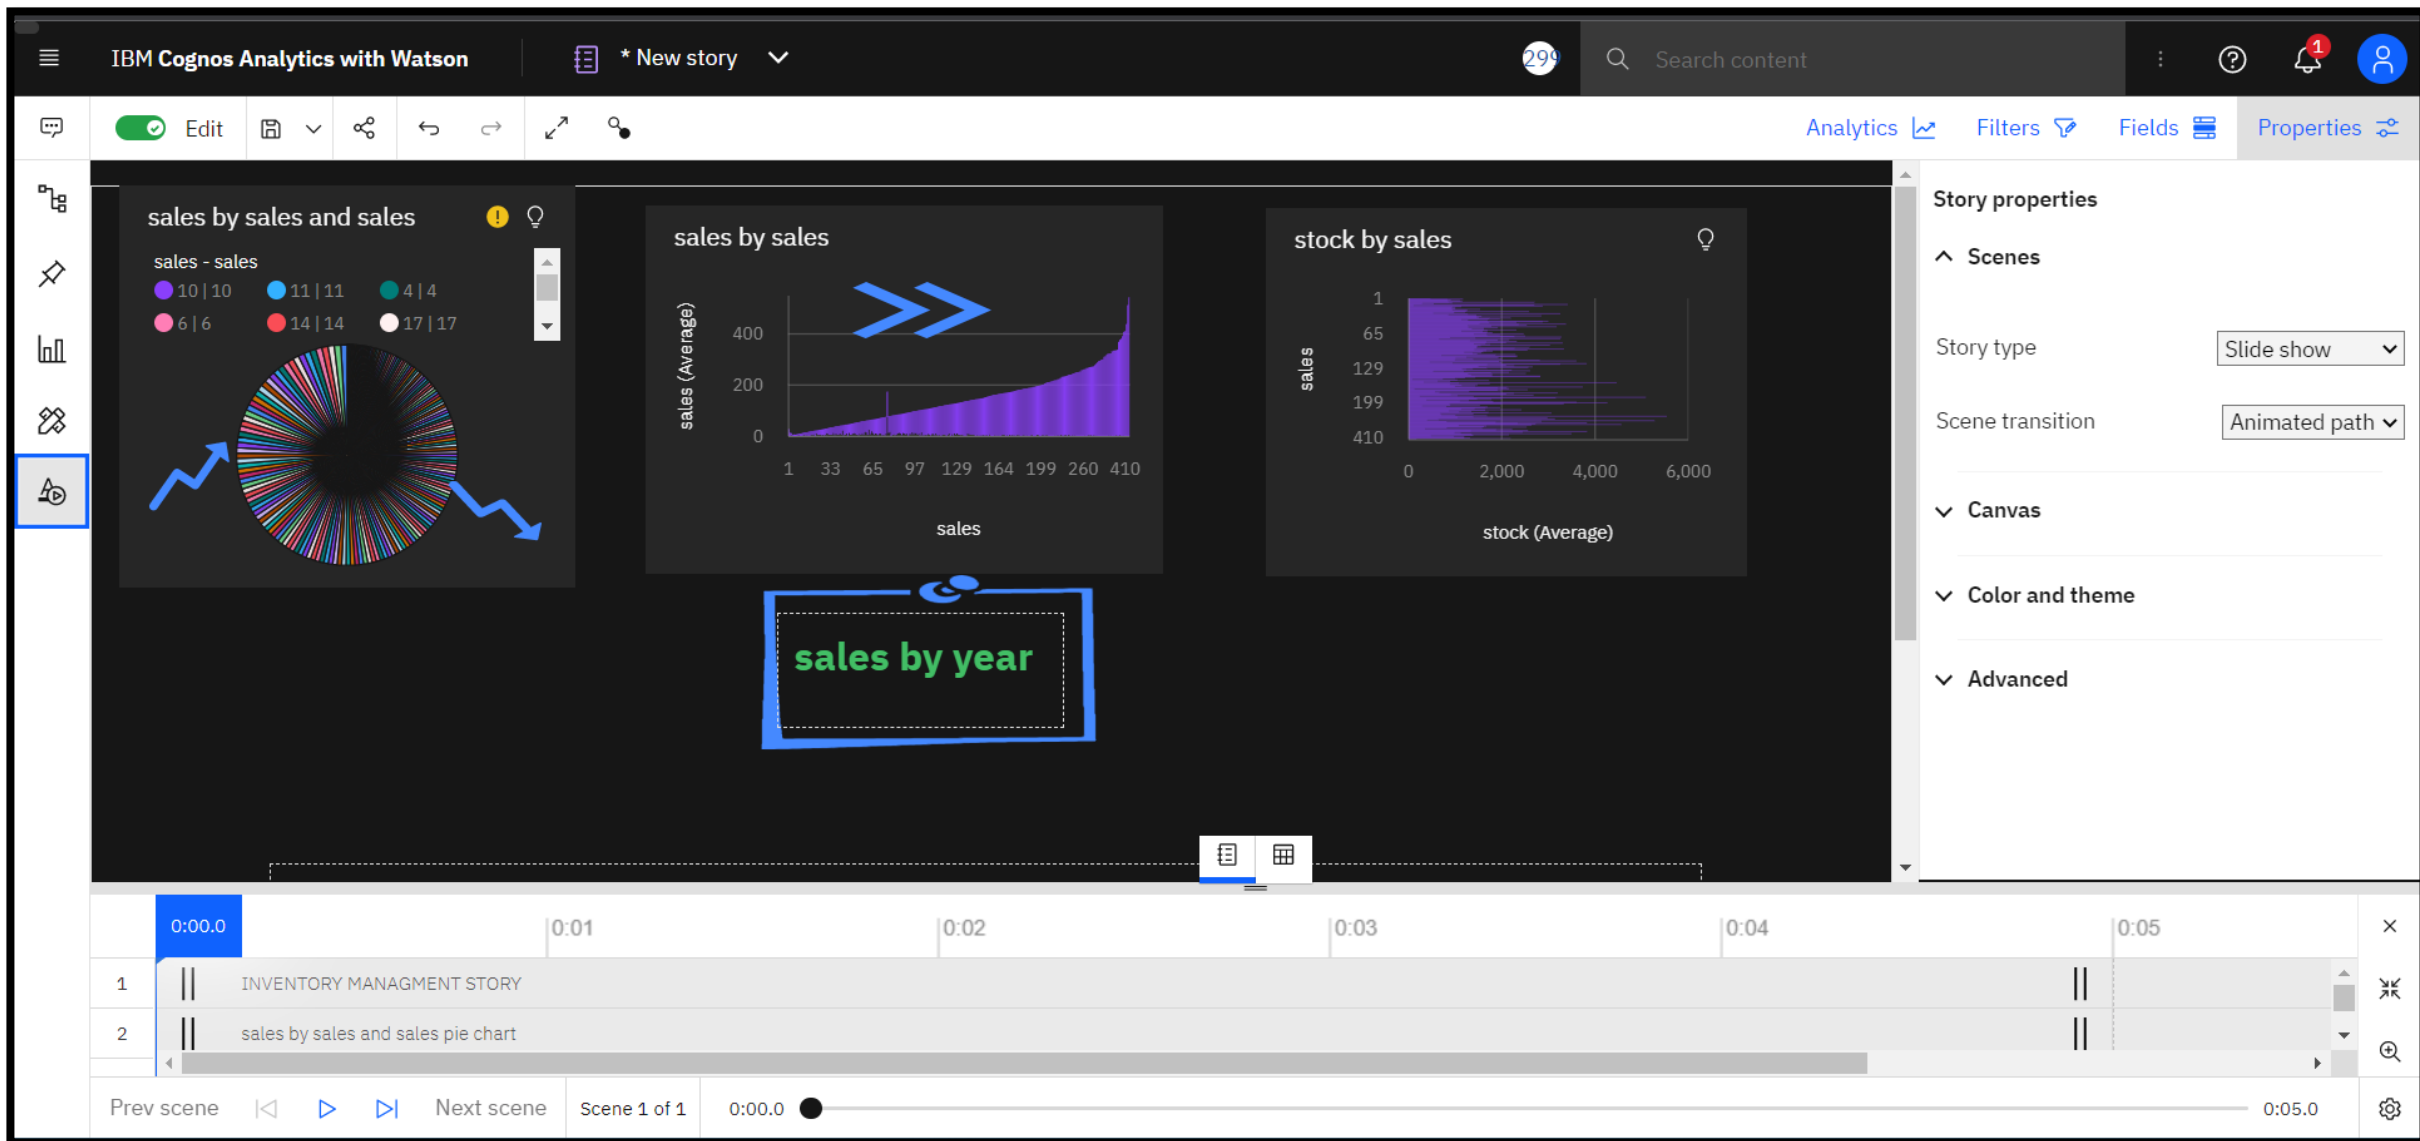 IBM Cognos Analytics with Watson
* New story
299
Search content
1
Edit
Analytics
Filters
Fields
Properties
sales by sales and sales
sales - sales
10 | 10
11 | 11
4 | 4
6 | 6
14 | 14
17 | 17
sales by sales
sales (Average)
400
200
0
1 33 65 97 129 164 199 260 410
sales
stock by sales
sales
1
65
129
199
410
0 2,000 4,000 6,000
stock (Average)
sales by year
Story properties
Scenes
Story type
Slide show
Scene transition
Animated path
Canvas
Color and theme
Advanced
0:00.0
0:01
0:02
0:03
0:04
0:05
1 INVENTORY MANAGMENT STORY
2 sales by sales and sales pie chart
Prev scene
Next scene
Scene 1 of 1
0:00.0
0:05.0